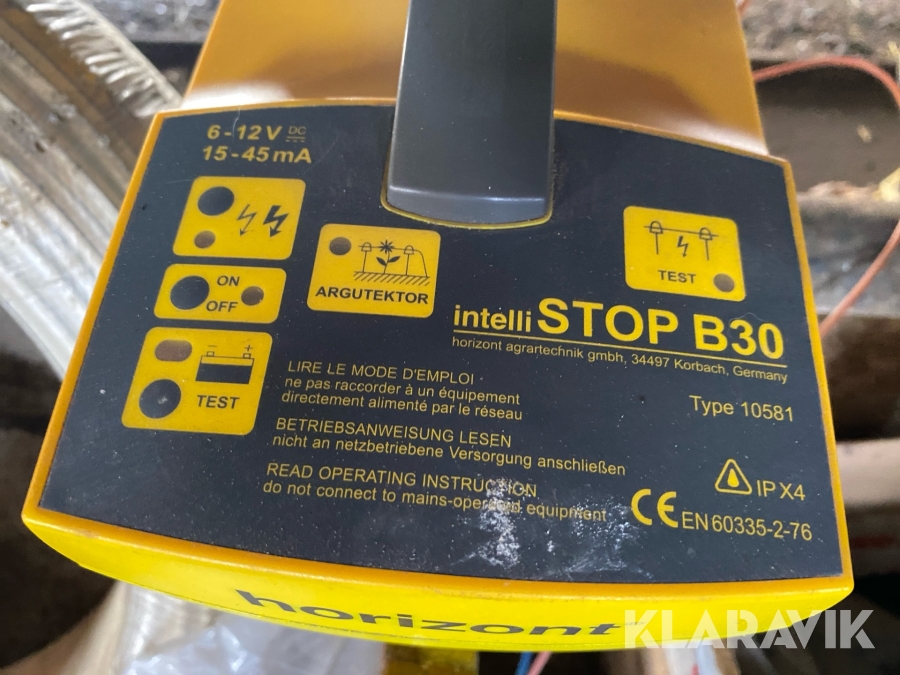 6-12V DC
15-45mA
ON
OFF
TEST
ARGUTEKTOR
TEST
intelliSTOP B30
horizont agrartechnik gmbh, 34497 Korbach, Germany
Type 10581
LIRE LE MODE D'EMPLOI
ne pas raccorder à un équipement
directement alimenté par le réseau
BETRIEBSANWEISUNG LESEN
nicht an netzbetriebene Versorgung anschließen
READ OPERATING INSTRUCTION
do not connect to mains-operated equipment
IP X4
CE EN 60335-2-76
horizont
KLARAVIK